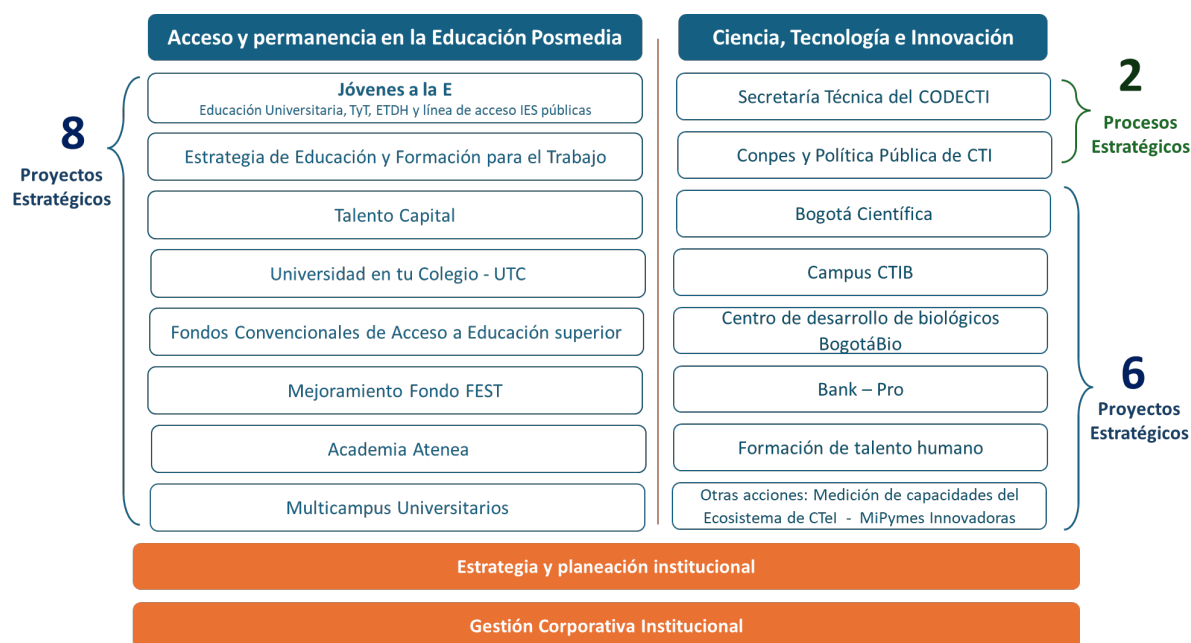 Acceso y permanencia en la Educación Posmedia
8
Proyectos
Estratégicos
Jóvenes a la E
Educación Universitaria, TyT, ETDH y línea de acceso IES públicas
Estrategia de Educación y Formación para el Trabajo
Talento Capital
Universidad en tu Colegio - UTC
Fondos Convencionales de Acceso a Educación superior
Mejoramiento Fondo FEST
Academia Atenea
Multicampus Universitarios
Ciencia, Tecnología e Innovación
Secretaría Técnica del CODECTI
Conpes y Política Pública de CTI
2
Procesos
Estratégicos
Bogotá Científica
Campus CTIB
Centro de desarrollo de biológicos
BogotáBio
Bank – Pro
Formación de talento humano
Otras acciones: Medición de capacidades del
Ecosistema de CTeI - MiPymes Innovadoras
6
Proyectos
Estratégicos
Estrategia y planeación institucional
Gestión Corporativa Institucional